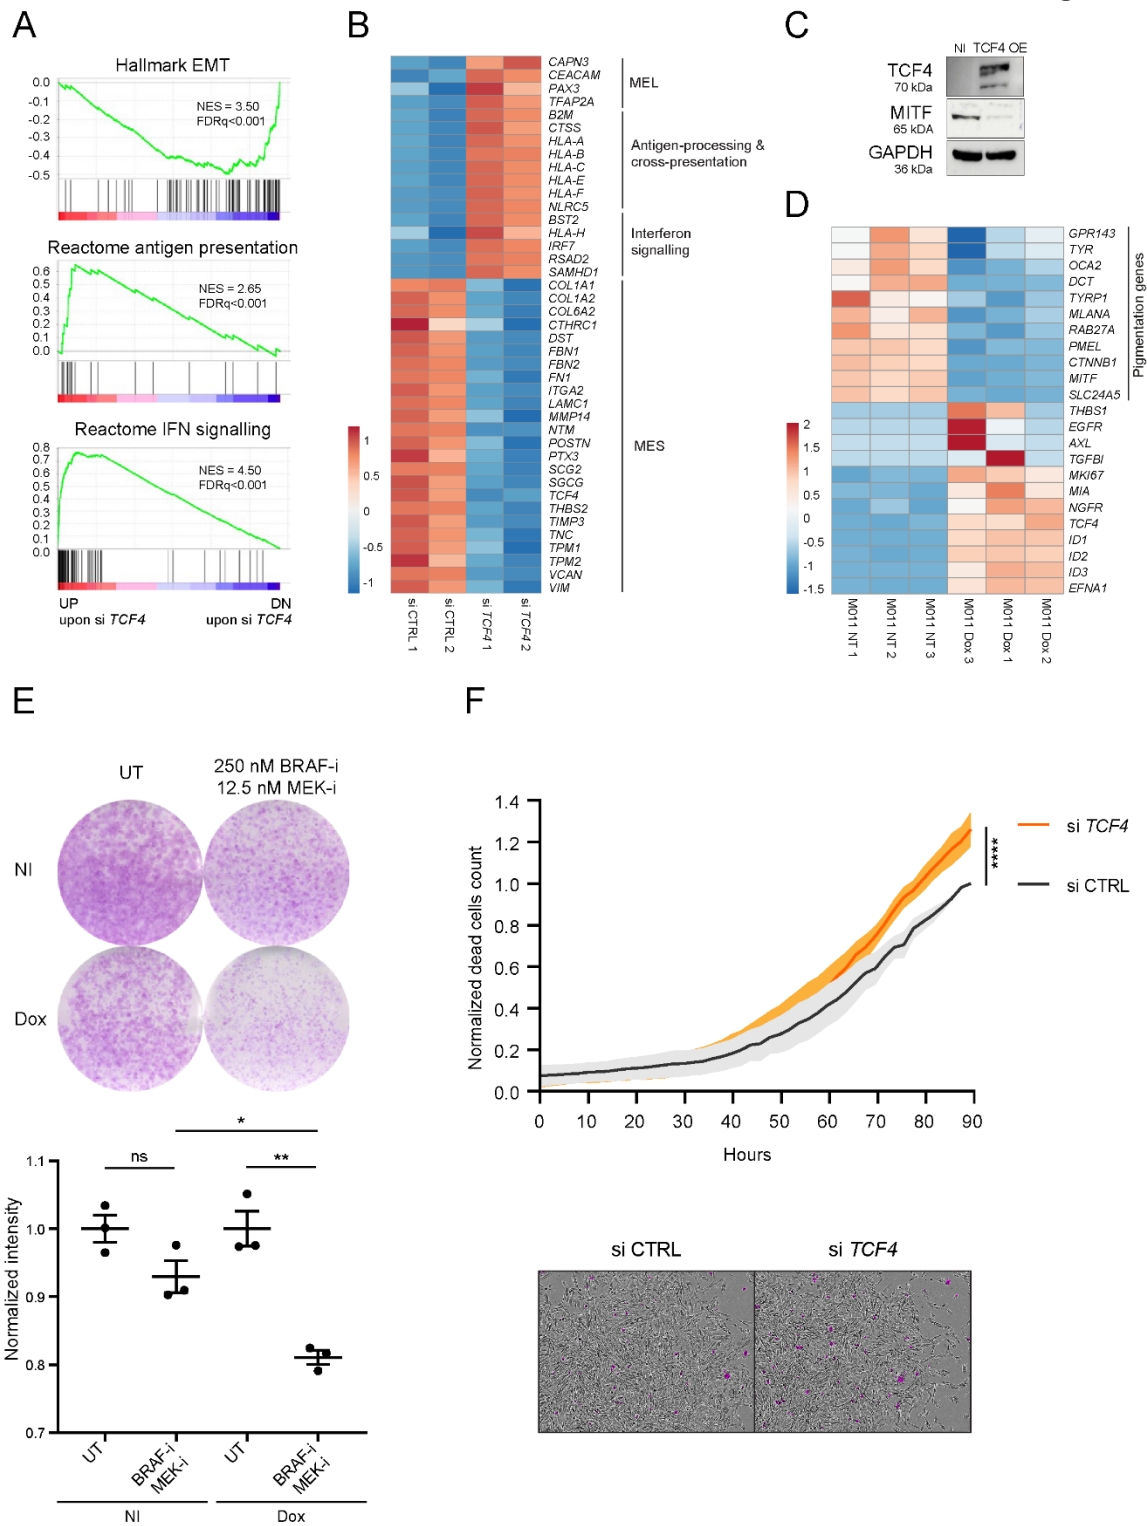 A
Hallmark EMT
0.0
-0.1
-0.2
-0.3
-0.4
-0.5
NES = 3.50
FDRq<0.001
Reactome antigen presentation
0.6
0.5
0.4
0.3
0.2
0.1
0.0
NES = 2.65
FDRq<0.001
Reactome IFN signalling
0.8
0.7
0.6
0.5
0.4
0.3
0.2
0.1
0.0
NES = 4.50
FDRq<0.001
UP
upon si TCF4
DN
upon si TCF4
B
CAPN3
CEACAM
PAX3
TFAP2A
B2M
CTSS
HLA-A
HLA-B
HLA-C
HLA-E
HLA-F
NLRC5
BST2
HLA-H
IRF7
RSAD2
SAMHD1
COL1A1
COL1A2
COL6A2
CTHRC1
DST
FBN1
FBN2
FN1
ITGA2
LAMC1
MMP14
NTM
POSTN
PTX3
SCG2
SGCG
TCF4
THBS2
TIMP3
TNC
TPM1
TPM2
VCAN
VIM
MEL
Antigen-processing &
cross-presentation
Interferon
signalling
MES
1
0.5
0
-0.5
-1
si CTRL 1
si CTRL 2
si TCF4 1
si TCF4 2
C
NI TCF4 OE
TCF4
70 kDa
MITF
65 kDA
GAPDH
36 kDa
D
GPR143
TYR
OCA2
DCT
TYRP1
MLANA
RAB27A
PMEL
CTNNB1
MITF
SLC24A5
THBS1
EGFR
AXL
TGFBI
MKI67
MIA
NGFR
TCF4
ID1
ID2
ID3
EFNA1
Pigmentation genes
2
1.5
1
0.5
0
-0.5
-1
-1.5
M011 NT 1
M011 NT 2
M011 NT 3
M011 Dox 3
M011 Dox 1
M011 Dox 2
E
UT
250 nM BRAF-i
12.5 nM MEK-i
NI
Dox
*
ns
**
Normalized intensity
1.1
1.0
0.9
0.8
0.7
UT
BRAF-i
MEK-i
UT
BRAF-i
MEK-i
NI
Dox
F
Normalized dead cells count
1.4
1.2
1.0
0.8
0.6
0.4
0.2
0.0
0 10 20 30 40 50 60 70 80 90
Hours
****
si TCF4
si CTRL
si CTRL
si TCF4